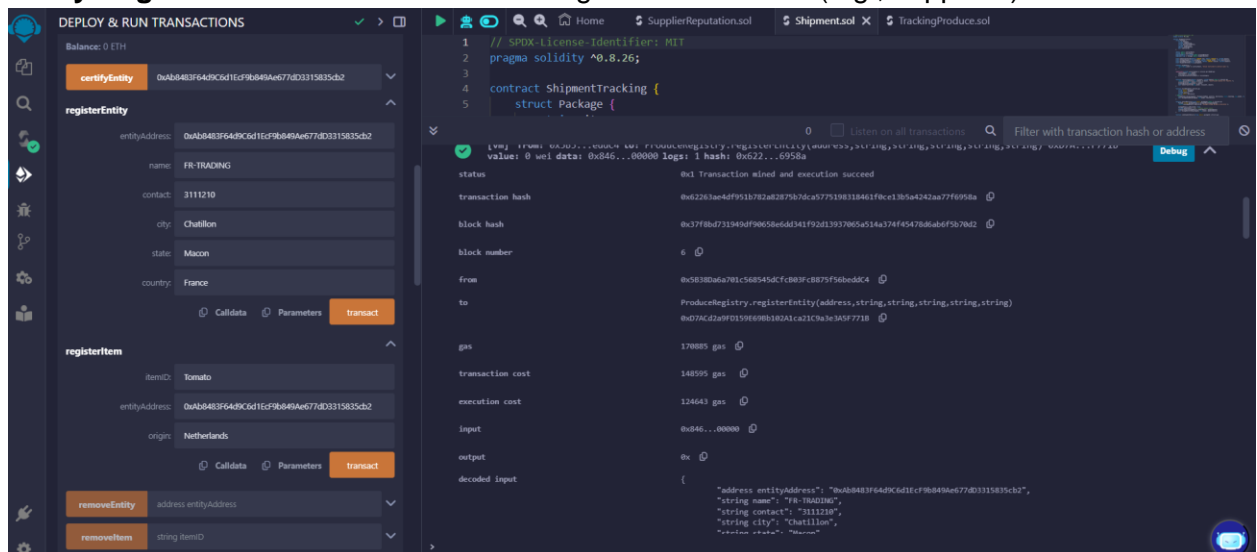 DEPLOY & RUN TRANSACTIONS
Balance: 0 ETH
certifyEntity 0xAb8483F64d9C6d1EcF9b849Ae677dD3315835cb2
registerEntity
entityAddress: 0xAb8483F64d9C6d1EcF9b849Ae677dD3315835cb2
name: FR-TRADING
contact: 3111210
city: Chatillon
state: Macon
country: France
Calldata Parameters transact
registerItem
itemID: Tomato
entityAddress: 0xAb8483F64d9C6d1EcF9b849Ae677dD3315835cb2
origin: Netherlands
Calldata Parameters transact
removeEntity address entityAddress
removeItem string itemID
Home SupplierReputation.sol Shipment.sol TrackingProduce.sol
1 // SPDX-License-Identifier: MIT
2 pragma solidity ^0.8.26;
3
4 contract ShipmentTracking {
5 struct Package {
0 Listen on all transactions Filter with transaction hash or address
value: 0 wei data: 0x846...00000 logs: 1 hash: 0x622...6958a
Debug
status 0x1 Transaction mined and execution succeed
transaction hash
block hash
block number 6
from 0x5B38Da6a701c568545dCfcB03FcB875f56beddC4
to ProduceRegistry.registerEntity(address,string,string,string,string,string)
gas 170885 gas
transaction cost 148595 gas
execution cost 124643 gas
input 0x846...00000
output 0x
decoded input {
"address entityAddress": "0xAb8483F64d9C6d1EcF9b849Ae677dD3315835cb2",
"string name": "FR-TRADING",
"string contact": "3111210",
"string city": "Chatillon",
"string state": "Macon",